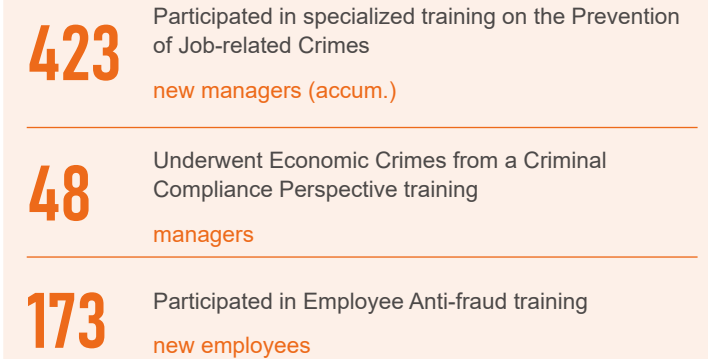 423
Participated in specialized training on the Prevention
of Job-related Crimes
new managers (accum.)
48
Underwent Economic Crimes from a Criminal
Compliance Perspective training
managers
173
Participated in Employee Anti-fraud training
new employees